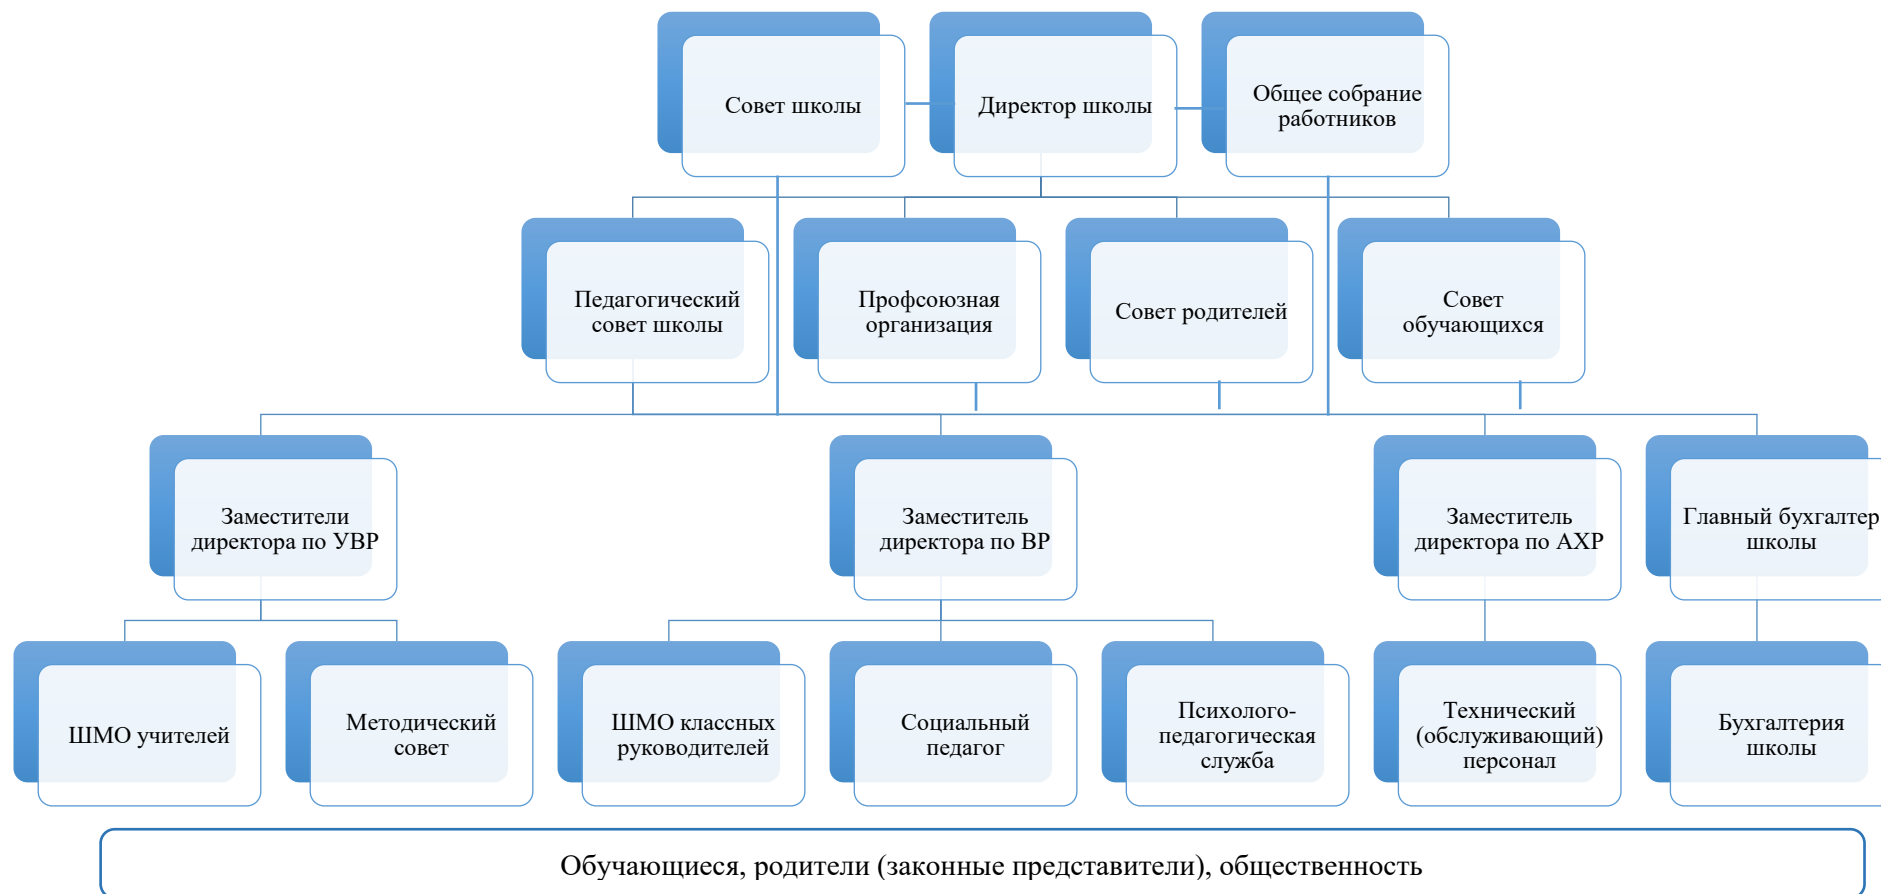 Совет школы
Директор школы
Общее собрание
работников
Педагогический
совет школы
Профсоюзная
организация
Совет родителей
Совет
обучающихся
Заместители
директора по УВР
Заместитель
директора по ВР
Заместитель
директора по АХР
Главный бухгалтер
школы
ШМО учителей
Методический
совет
ШМО классных
руководителей
Социальный
педагог
Психолого-
педагогическая
служба
Технический
(обслуживающий)
персонал
Бухгалтерия
школы
Обучающиеся, родители (законные представители), общественность